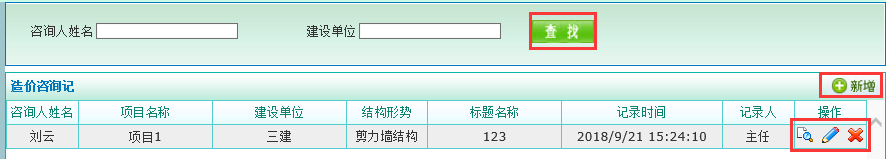 咨询人姓名 建设单位 查 找
造价咨询记 新增
咨询人姓名 项目名称 建设单位 结构形势 标题名称 记录时间 记录人 操作
刘云 项目1 三建 剪力墙结构 123 2018/9/21 15:24:10 主任